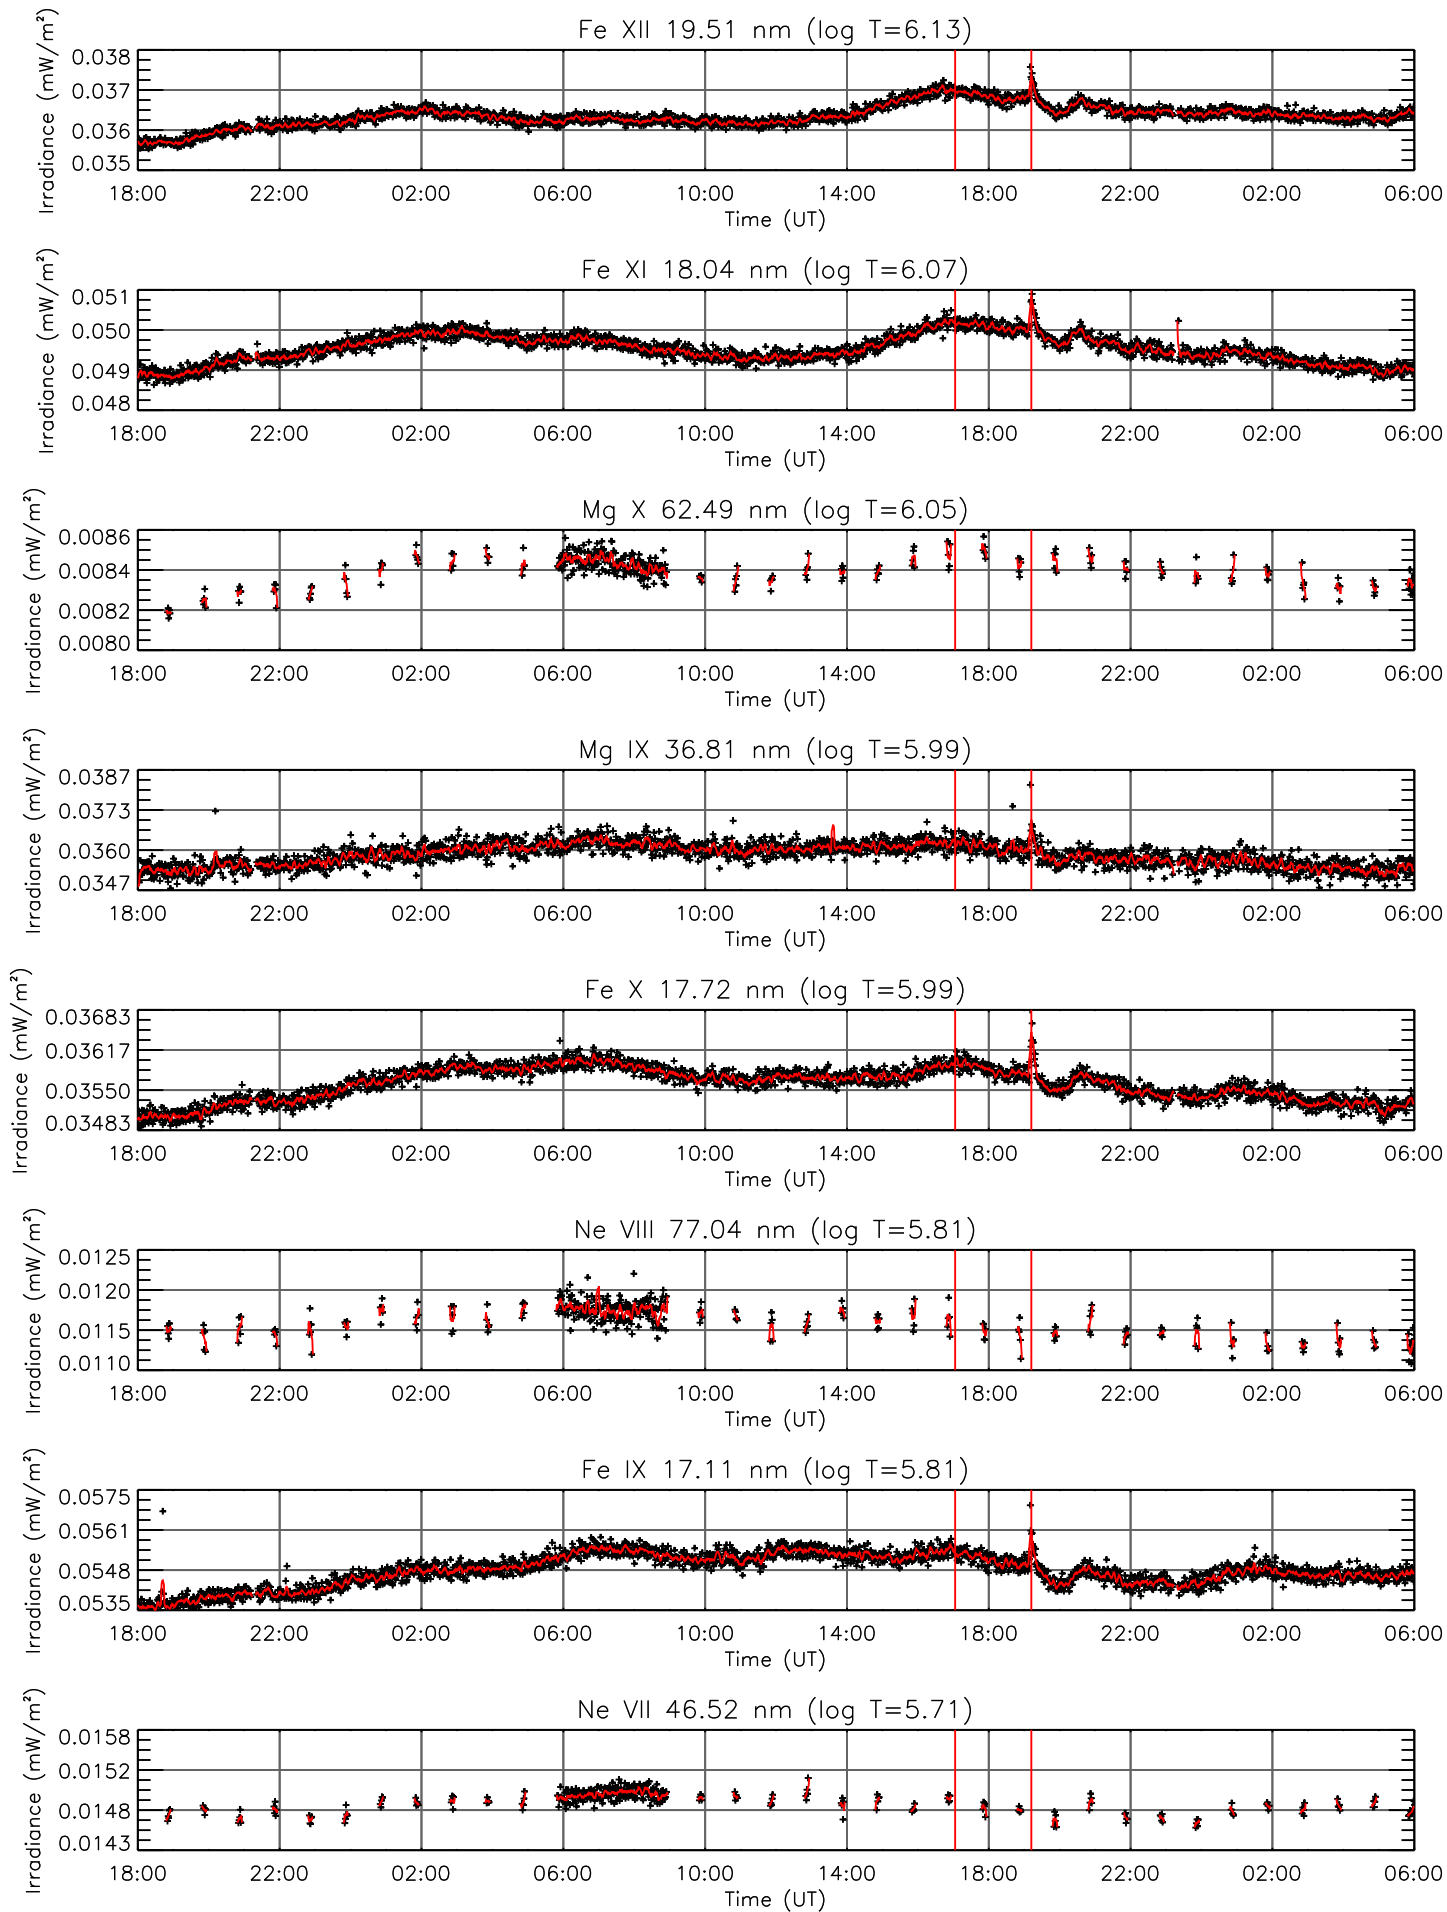 Fe XII 19.51 nm (log T=6.13)
Irradiance (mW/m²)
0.038
0.037
0.036
0.035
18:00 22:00 02:00 06:00 10:00 14:00 18:00 22:00 02:00 06:00
Time (UT)
Fe XI 18.04 nm (log T=6.07)
Irradiance (mW/m²)
0.051
0.050
0.049
0.048
18:00 22:00 02:00 06:00 10:00 14:00 18:00 22:00 02:00 06:00
Time (UT)
Mg X 62.49 nm (log T=6.05)
Irradiance (mW/m²)
0.0086
0.0084
0.0082
0.0080
18:00 22:00 02:00 06:00 10:00 14:00 18:00 22:00 02:00 06:00
Time (UT)
Mg IX 36.81 nm (log T=5.99)
Irradiance (mW/m²)
0.0387
0.0373
0.0360
0.0347
18:00 22:00 02:00 06:00 10:00 14:00 18:00 22:00 02:00 06:00
Time (UT)
Fe X 17.72 nm (log T=5.99)
Irradiance (mW/m²)
0.03683
0.03617
0.03550
0.03483
18:00 22:00 02:00 06:00 10:00 14:00 18:00 22:00 02:00 06:00
Time (UT)
Ne VIII 77.04 nm (log T=5.81)
Irradiance (mW/m²)
0.0125
0.0120
0.0115
0.0110
18:00 22:00 02:00 06:00 10:00 14:00 18:00 22:00 02:00 06:00
Time (UT)
Fe IX 17.11 nm (log T=5.81)
Irradiance (mW/m²)
0.0575
0.0561
0.0548
0.0535
18:00 22:00 02:00 06:00 10:00 14:00 18:00 22:00 02:00 06:00
Time (UT)
Ne VII 46.52 nm (log T=5.71)
Irradiance (mW/m²)
0.0158
0.0152
0.0148
0.0143
18:00 22:00 02:00 06:00 10:00 14:00 18:00 22:00 02:00 06:00
Time (UT)